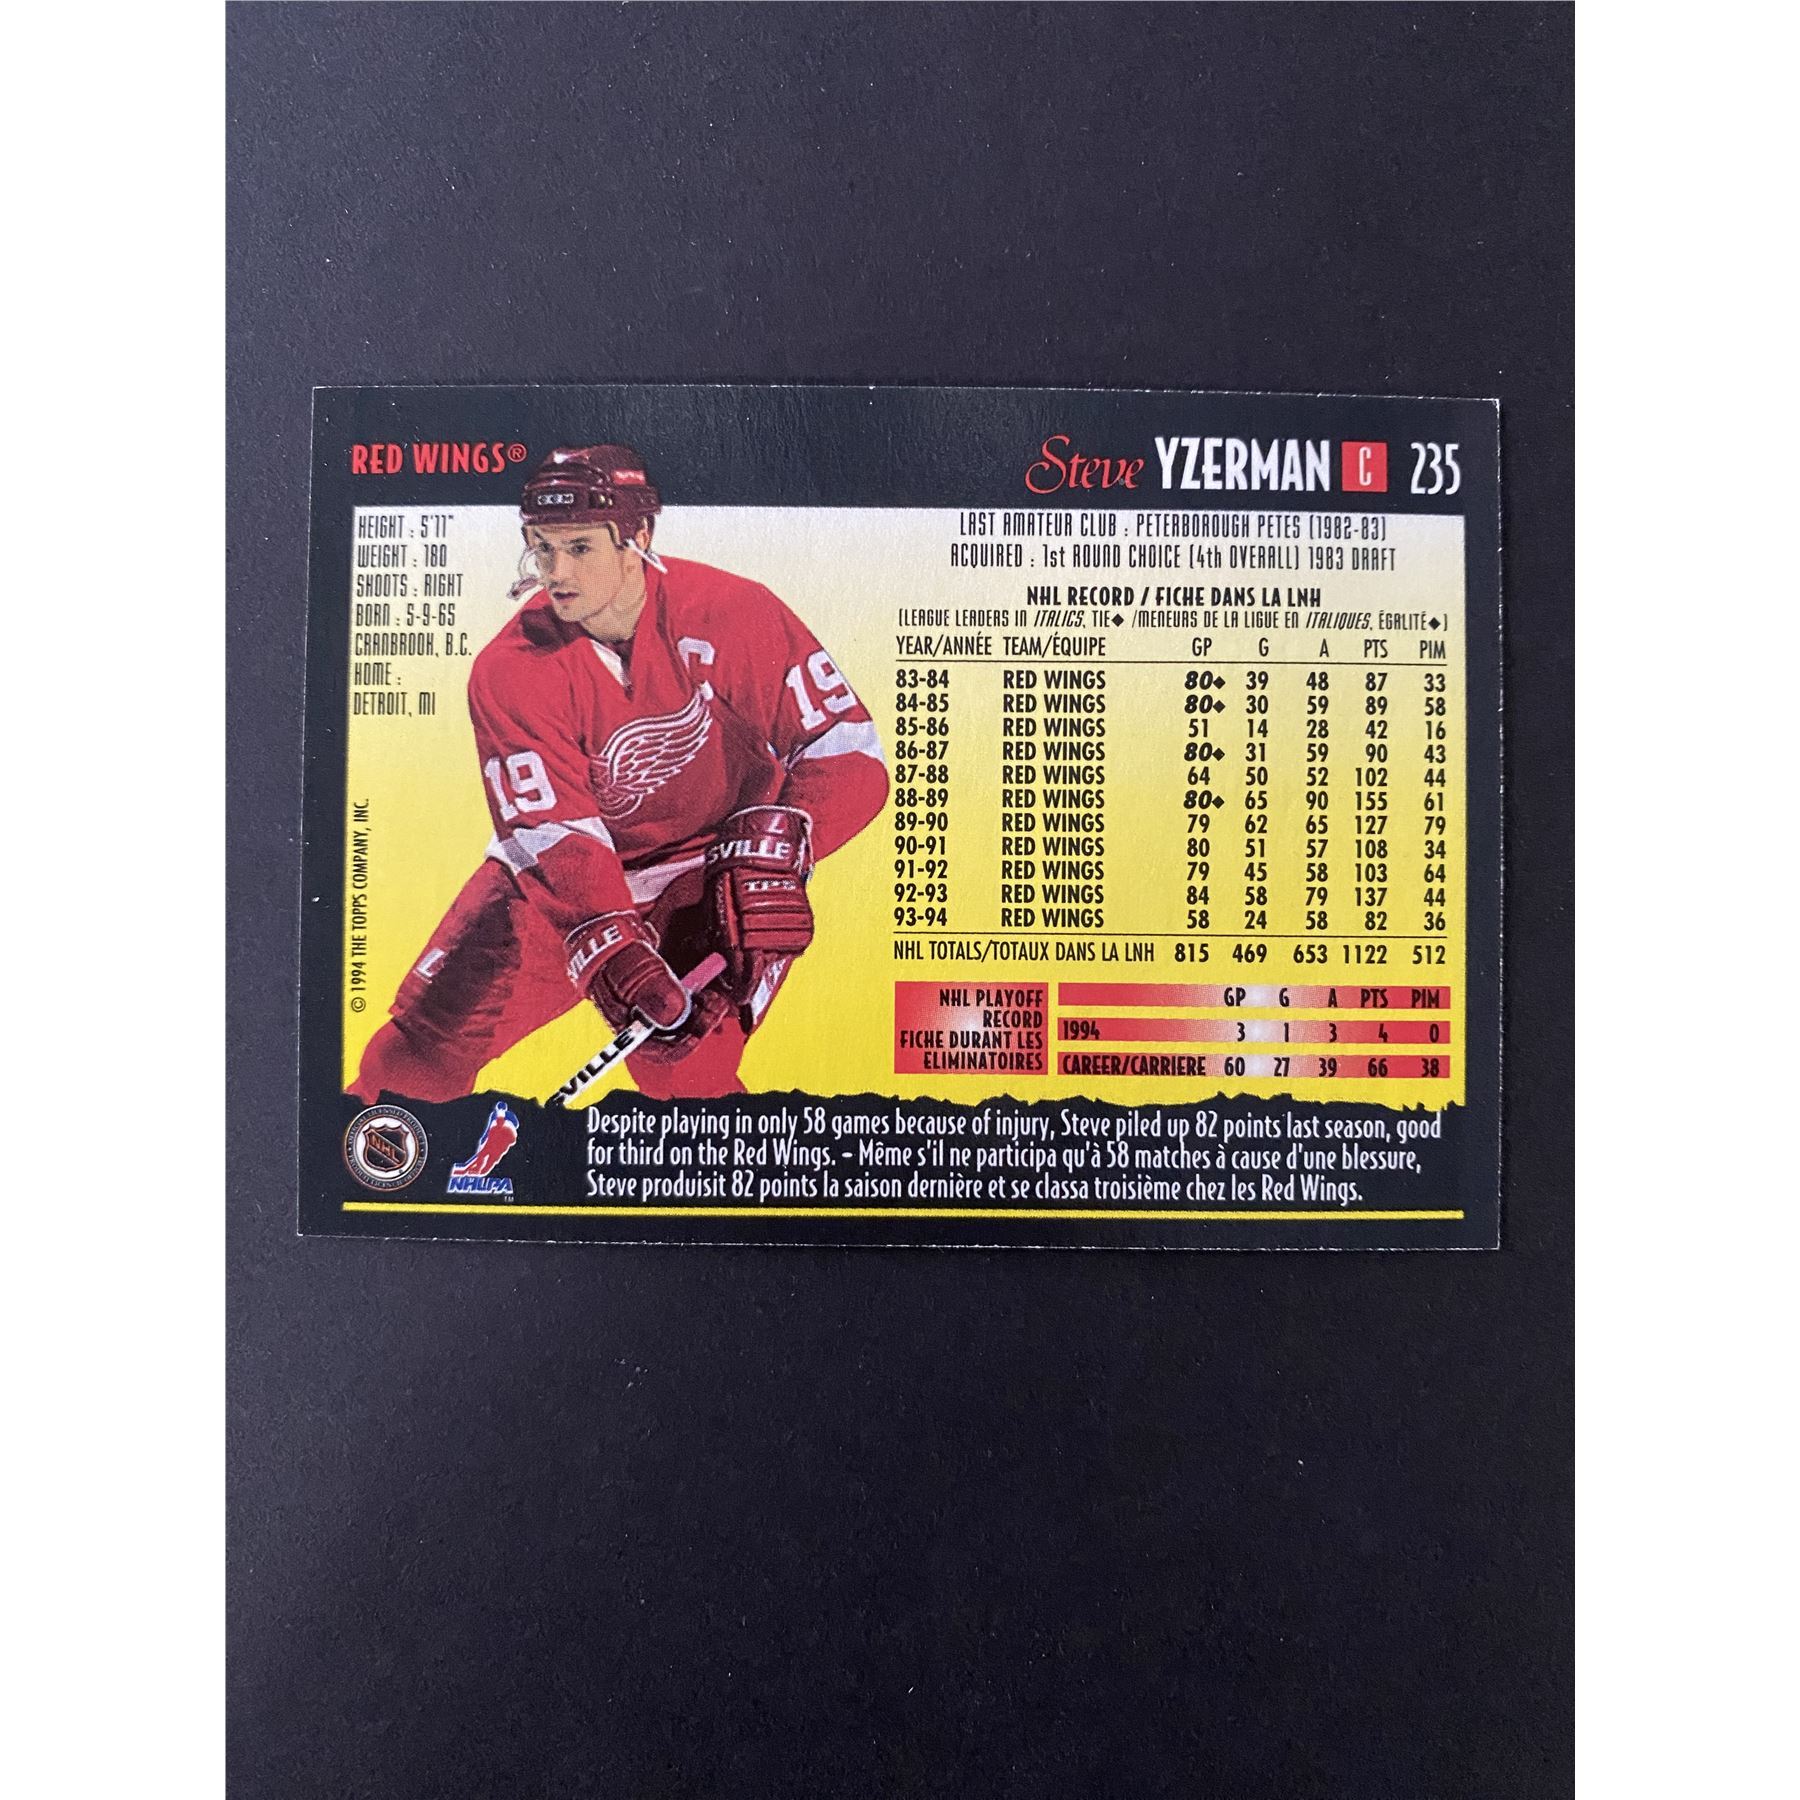 RED WINGS®
Steve YZERMAN C 235
HEIGHT : 5'11"
WEIGHT : 180
SHOOTS : RIGHT
BORN : 5-9-65
CRANBROOK, B.C.
HOME :
DETROIT, MI
LAST AMATEUR CLUB : PETERBOROUGH PETES (1982-83)
ACQUIRED : 1st ROUND CHOICE (4th OVERALL) 1983 DRAFT
NHL RECORD / FICHE DANS LA LNH
(LEAGUE LEADERS IN ITALICS, TIE◆ /MENEURS DE LA LIGUE EN ITALIQUES, ÉGALITÉ◆)
YEAR/ANNÉE TEAM/ÉQUIPE GP G A PTS PIM
83-84 RED WINGS 80◆ 39 48 87 33
84-85 RED WINGS 80◆ 30 59 89 58
85-86 RED WINGS 51 14 28 42 16
86-87 RED WINGS 80◆ 31 59 90 43
87-88 RED WINGS 64 50 52 102 44
88-89 RED WINGS 80◆ 65 90 155 61
89-90 RED WINGS 79 62 65 127 79
90-91 RED WINGS 80 51 57 108 34
91-92 RED WINGS 79 45 58 103 64
92-93 RED WINGS 84 58 79 137 44
93-94 RED WINGS 58 24 58 82 36
NHL TOTALS/TOTAUX DANS LA LNH 815 469 653 1122 512
NHL PLAYOFF
RECORD
FICHE DURANT LES
ELIMINATOIRES
GP G A PTS PIM
1994 3 1 3 4 0
CAREER/CARRIERE 60 27 39 66 38
© 1994 THE TOPPS COMPANY, INC.
CCM
C
19
19
L
SVILLE
TPS
VILLE
L
VILLE
NHL
NHLPA
™
Despite playing in only 58 games because of injury, Steve piled up 82 points last season, good
for third on the Red Wings. – Même s'il ne participa qu'à 58 matches à cause d'une blessure,
Steve produisit 82 points la saison dernière et se classa troisième chez les Red Wings.